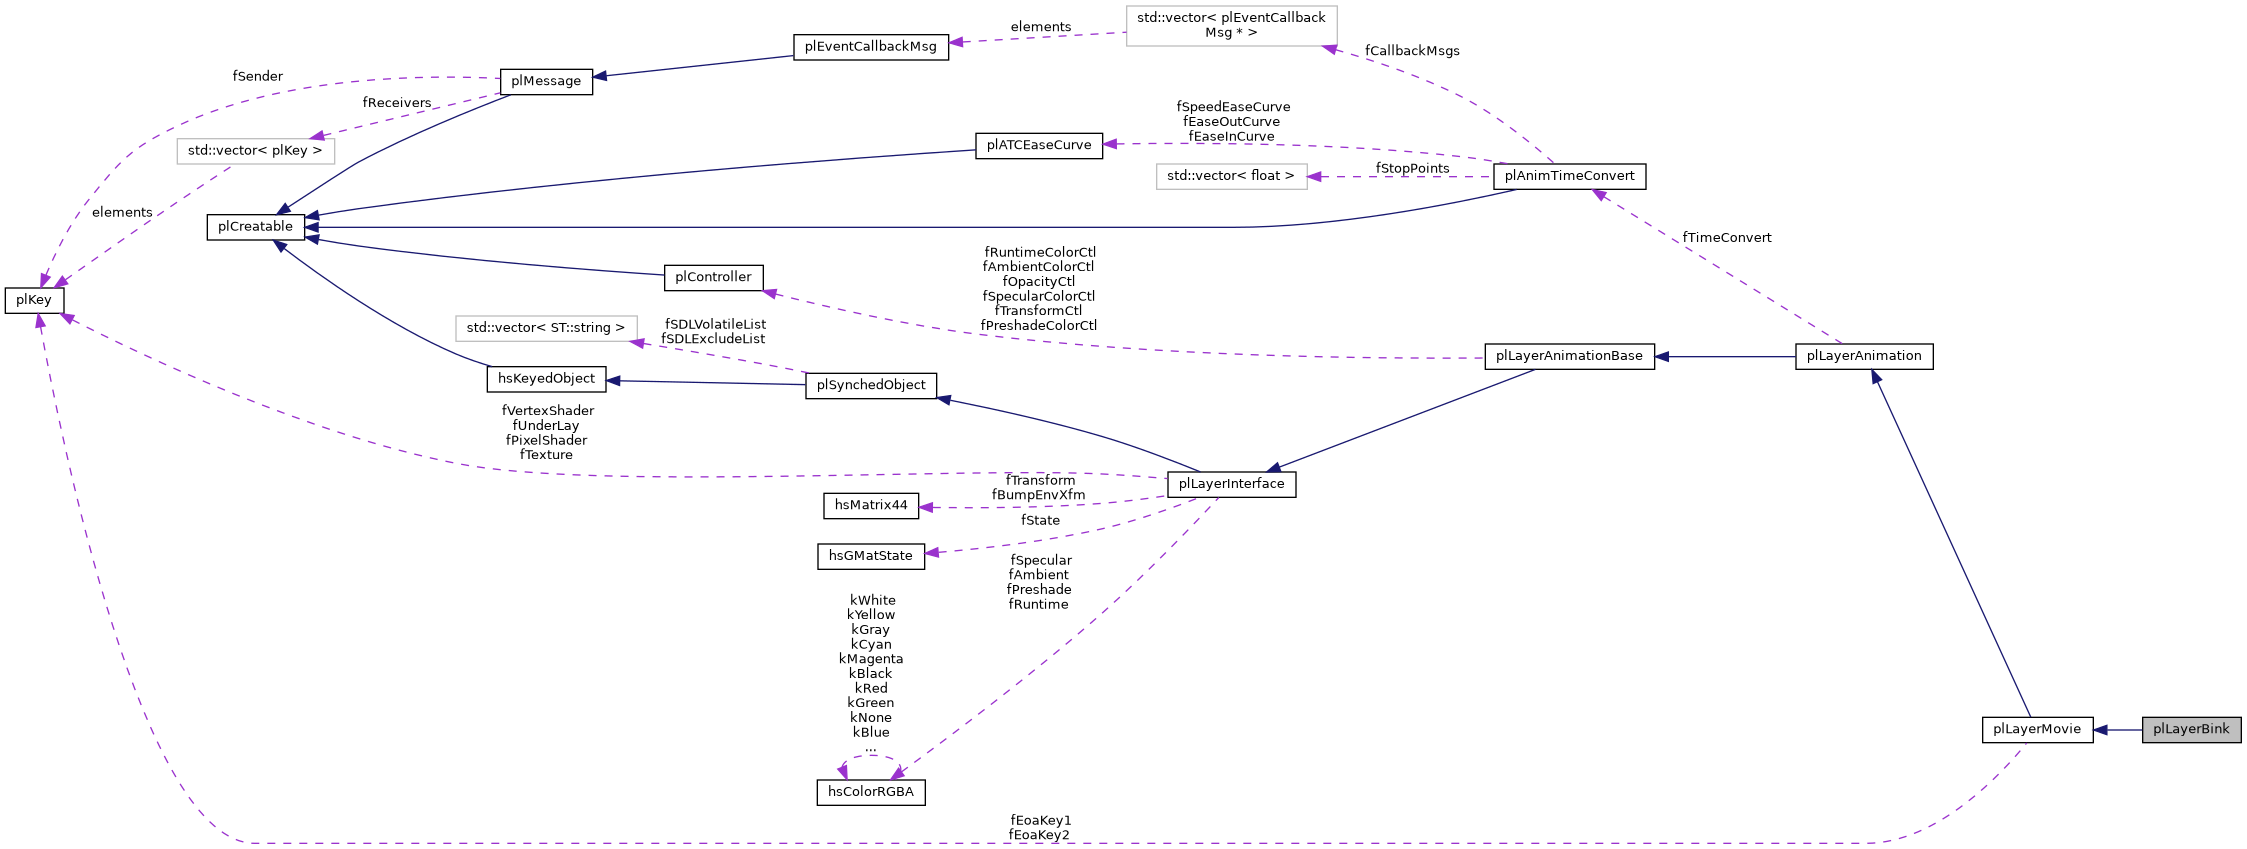 std::vector< plEventCallback
Msg * >
elements
plEventCallbackMsg
fCallbackMsgs
fSender
plMessage
fReceivers
fSpeedEaseCurve
fEaseOutCurve
fEaseInCurve
plATCEaseCurve
std::vector< plKey >
fStopPoints
std::vector< float >
plAnimTimeConvert
elements
plCreatable
fTimeConvert
fRuntimeColorCtl
fAmbientColorCtl
fOpacityCtl
fSpecularColorCtl
fTransformCtl
fPreshadeColorCtl
plController
plKey
std::vector< ST::string >
fSDLVolatileList
fSDLExcludeList
plLayerAnimationBase
plLayerAnimation
hsKeyedObject
plSynchedObject
fVertexShader
fUnderLay
fPixelShader
fTexture
fTransform
fBumpEnvXfm
plLayerInterface
hsMatrix44
fState
hsGMatState
fSpecular
fAmbient
fPreshade
fRuntime
kWhite
kYellow
kGray
kCyan
kMagenta
kBlack
kRed
kGreen
kNone
kBlue
...
plLayerMovie
plLayerBink
hsColorRGBA
fEoaKey1
fEoaKey2